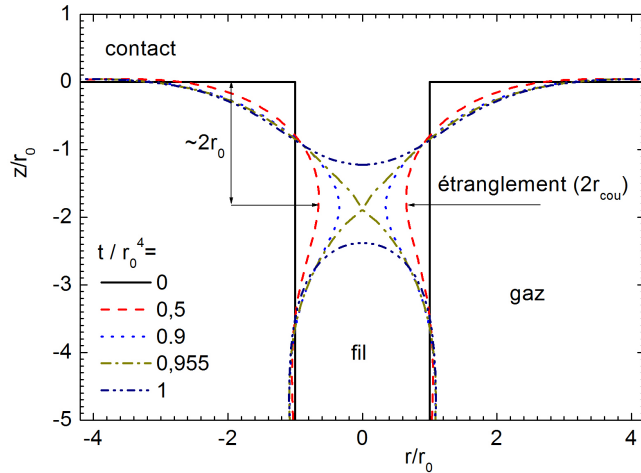 contact
z/r0
1
0
-1
-2
-3
-4
-5
~2r0
étranglement (2rcou)
t / r0^4 =
0
0,5
0.9
0,955
1
gaz
fil
-4
-2
0
2
4
r/r0